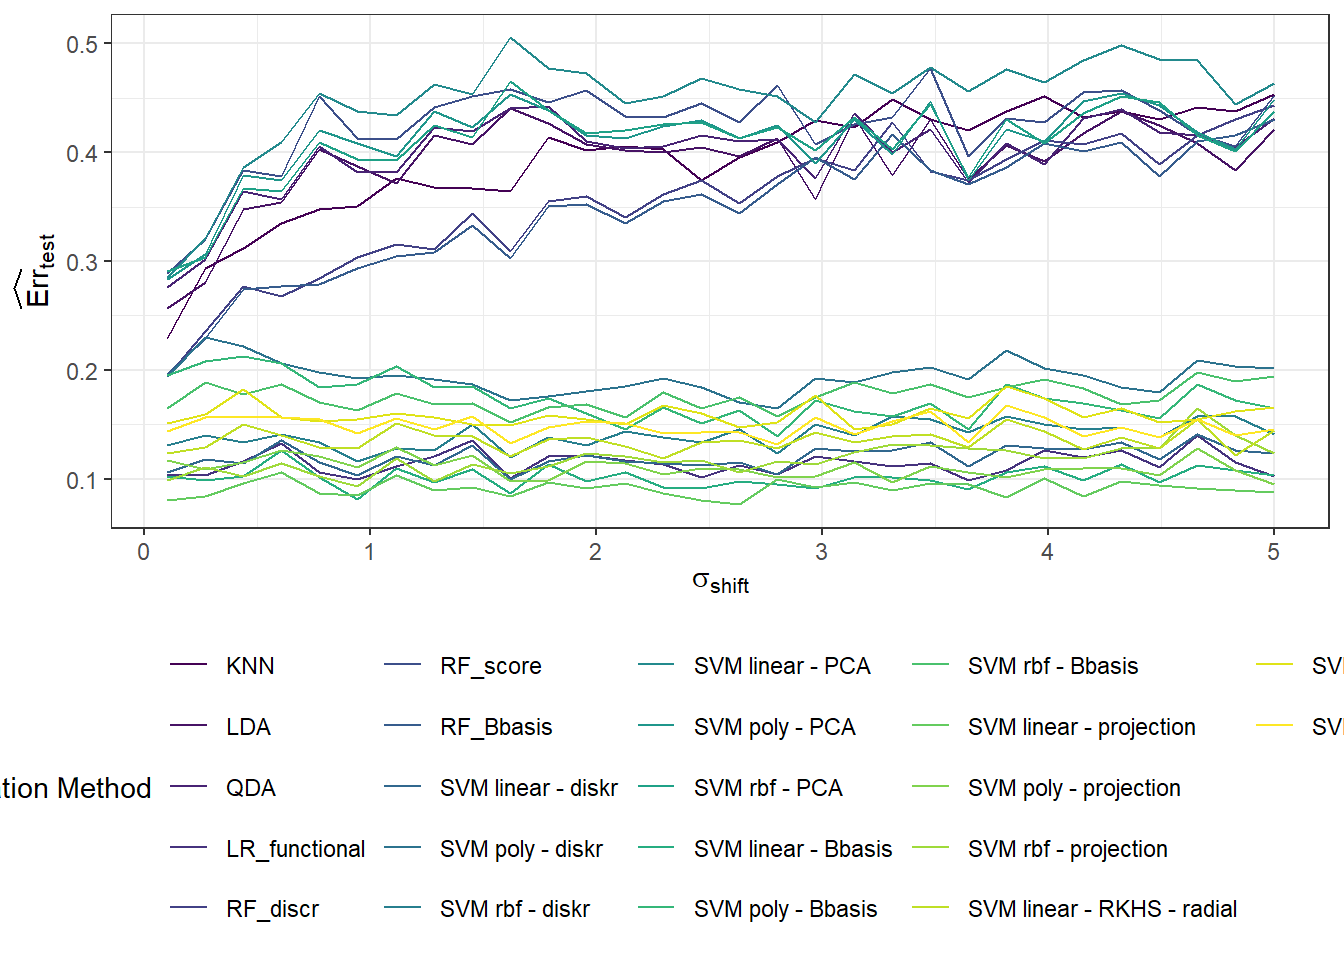 0.5
0.4
0.3
0.2
0.1
Err_test
0 1 2 3 4 5
σ_shift
KNN RF_score SVM linear - PCA SVM rbf - Bbasis SV
LDA RF_Bbasis SVM poly - PCA SVM linear - projection SV
tion Method QDA SVM linear - diskr SVM rbf - PCA SVM poly - projection
LR_functional SVM poly - diskr SVM linear - Bbasis SVM rbf - projection
RF_discr SVM rbf - diskr SVM poly - Bbasis SVM linear - RKHS - radial